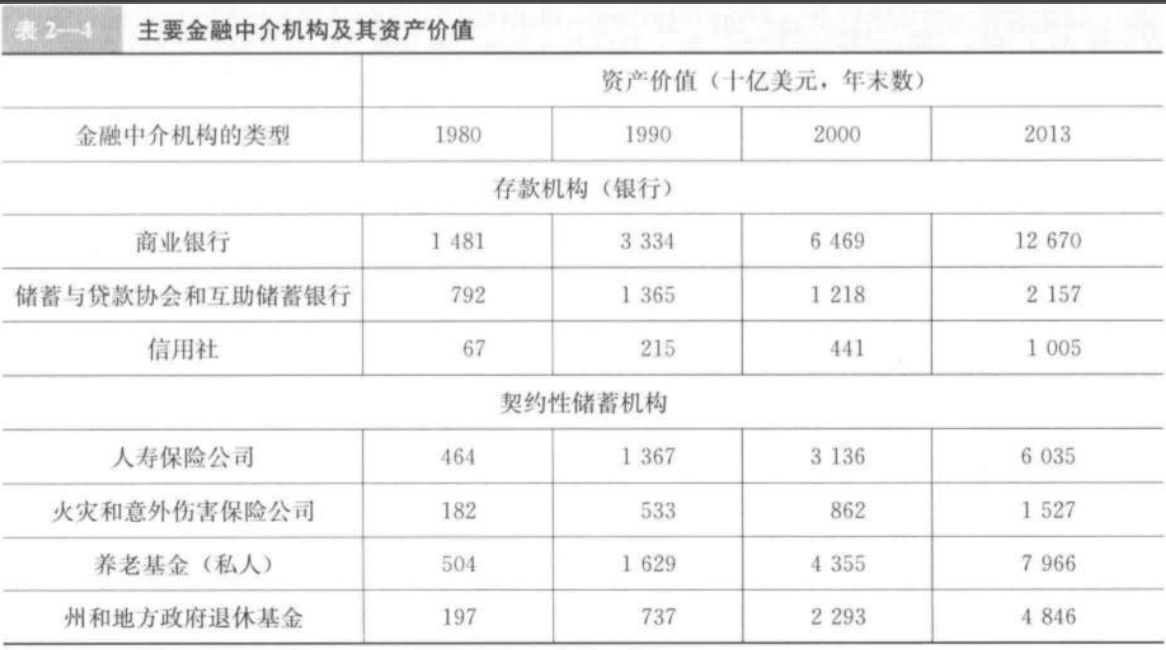 表2—4 主要金融中介机构及其资产价值
资产价值（十亿美元，年末数）
金融中介机构的类型 1980 1990 2000 2013
存款机构（银行）
商业银行 1 481 3 334 6 469 12 670
储蓄与贷款协会和互助储蓄银行 792 1 365 1 218 2 157
信用社 67 215 441 1 005
契约性储蓄机构
人寿保险公司 464 1 367 3 136 6 035
火灾和意外伤害保险公司 182 533 862 1 527
养老基金（私人） 504 1 629 4 355 7 966
州和地方政府退休基金 197 737 2 293 4 846